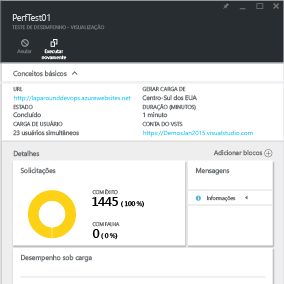 PerfTest01
TESTE DE DESEMPENHO - VISUALIZAÇÃO
Anular
Executar
novamente
Conceitos básicos
URL
http://laparounddevops.azurewebsites.net
ESTADO
Concluído
CARGA DE USUÁRIO
23 usuários simultâneos
GERAR CARGA DE
Centro-Sul dos EUA
DURAÇÃO (MINUTOS)
1 minuto
CONTA DO VSTS
https://DemosJan2015.visualstudio.com
Detalhes
Adicionar blocos
Solicitações
COM ÊXITO
1445 ( 100 %)
COM FALHA
0 ( 0 %)
Mensagens
Informações
Desempenho sob carga